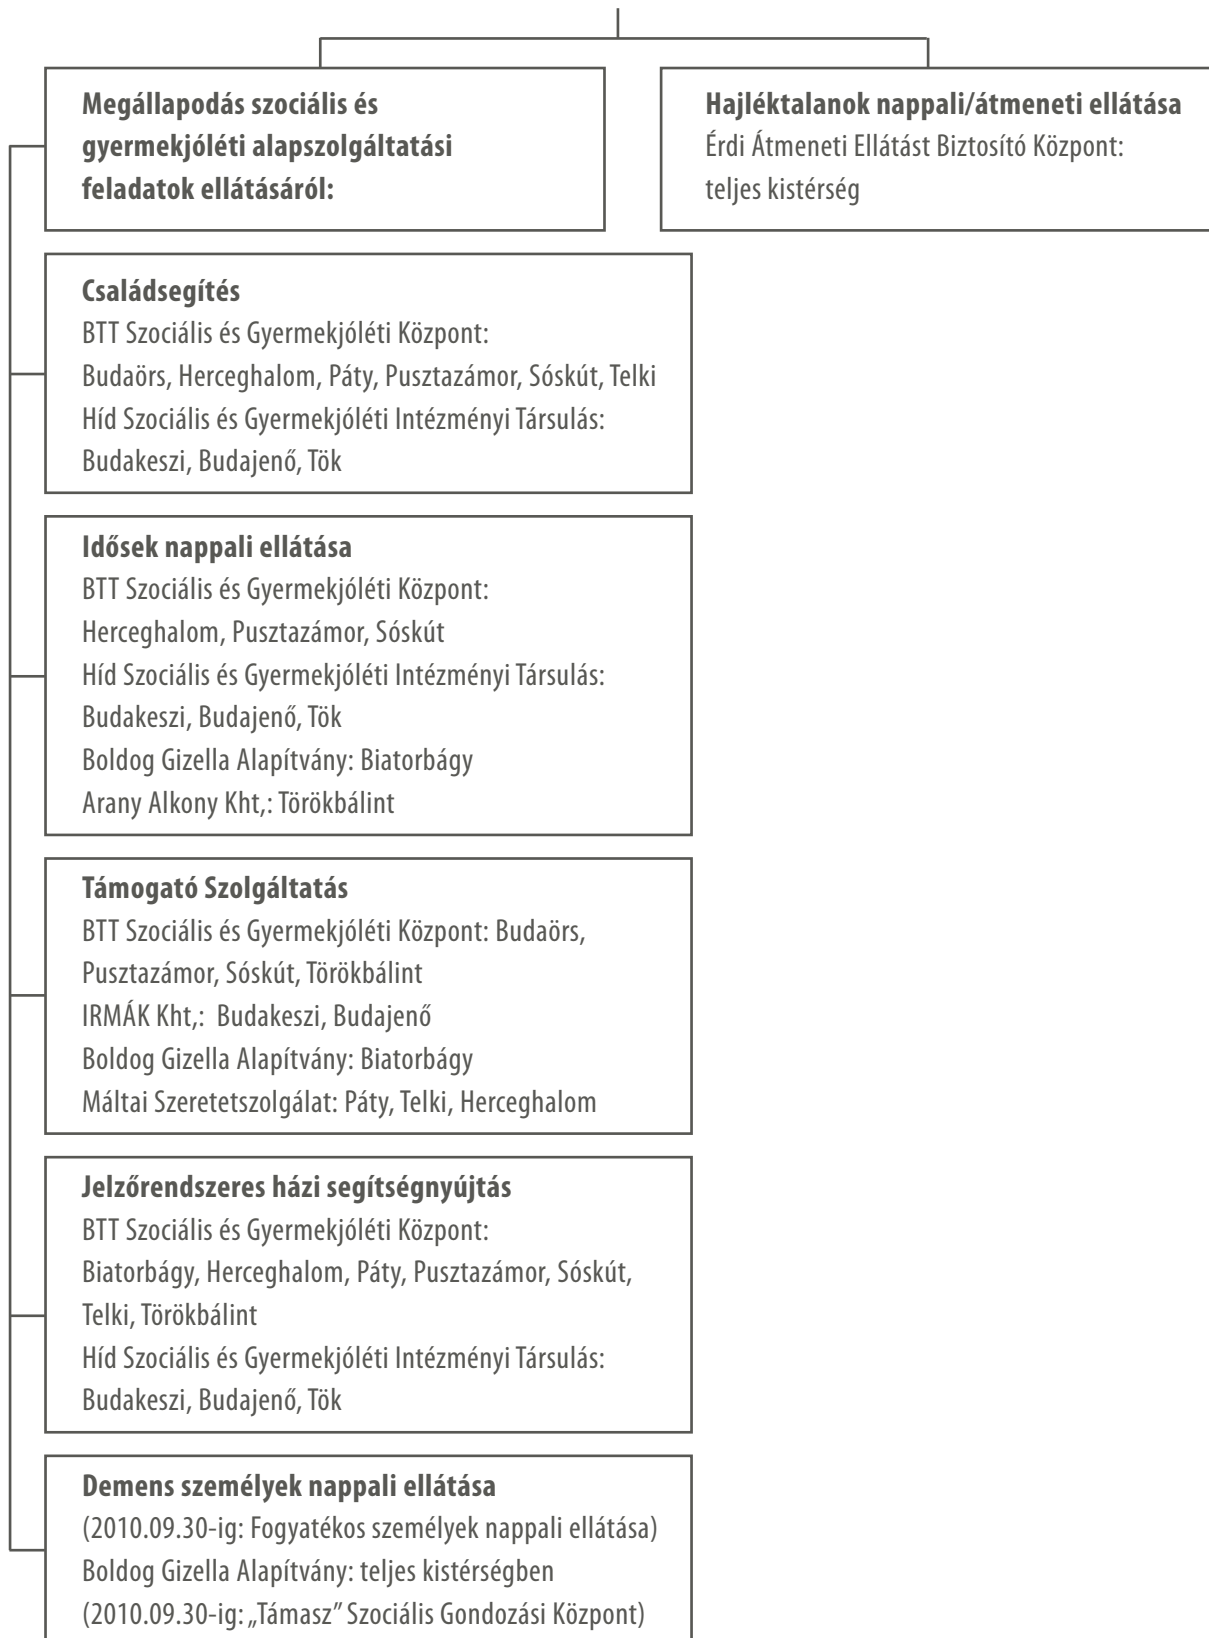 Megállapodás szociális és
gyermekjóléti alapszolgáltatási
feladatok ellátásáról:
Hajléktalanok nappali/átmeneti ellátása
Érdi Átmeneti Ellátást Biztosító Központ:
teljes kistérség
Családsegítés
BTT Szociális és Gyermekjóléti Központ:
Budaörs, Herceghalom, Páty, Pusztazámor, Sóskút, Telki
Híd Szociális és Gyermekjóléti Intézményi Társulás:
Budakeszi, Budajenő, Tök
Idősek nappali ellátása
BTT Szociális és Gyermekjóléti Központ:
Herceghalom, Pusztazámor, Sóskút
Híd Szociális és Gyermekjóléti Intézményi Társulás:
Budakeszi, Budajenő, Tök
Boldog Gizella Alapítvány: Biatorbágy
Arany Alkony Kht,: Törökbálint
Támogató Szolgáltatás
BTT Szociális és Gyermekjóléti Központ: Budaörs,
Pusztazámor, Sóskút, Törökbálint
IRMÁK Kht,:  Budakeszi, Budajenő
Boldog Gizella Alapítvány: Biatorbágy
Máltai Szeretetszolgálat: Páty, Telki, Herceghalom
Jelzőrendszeres házi segítségnyújtás
BTT Szociális és Gyermekjóléti Központ:
Biatorbágy, Herceghalom, Páty, Pusztazámor, Sóskút,
Telki, Törökbálint
Híd Szociális és Gyermekjóléti Intézményi Társulás:
Budakeszi, Budajenő, Tök
Demens személyek nappali ellátása
(2010.09.30-ig: Fogyatékos személyek nappali ellátása)
Boldog Gizella Alapítvány: teljes kistérségben
(2010.09.30-ig: „Támasz” Szociális Gondozási Központ)